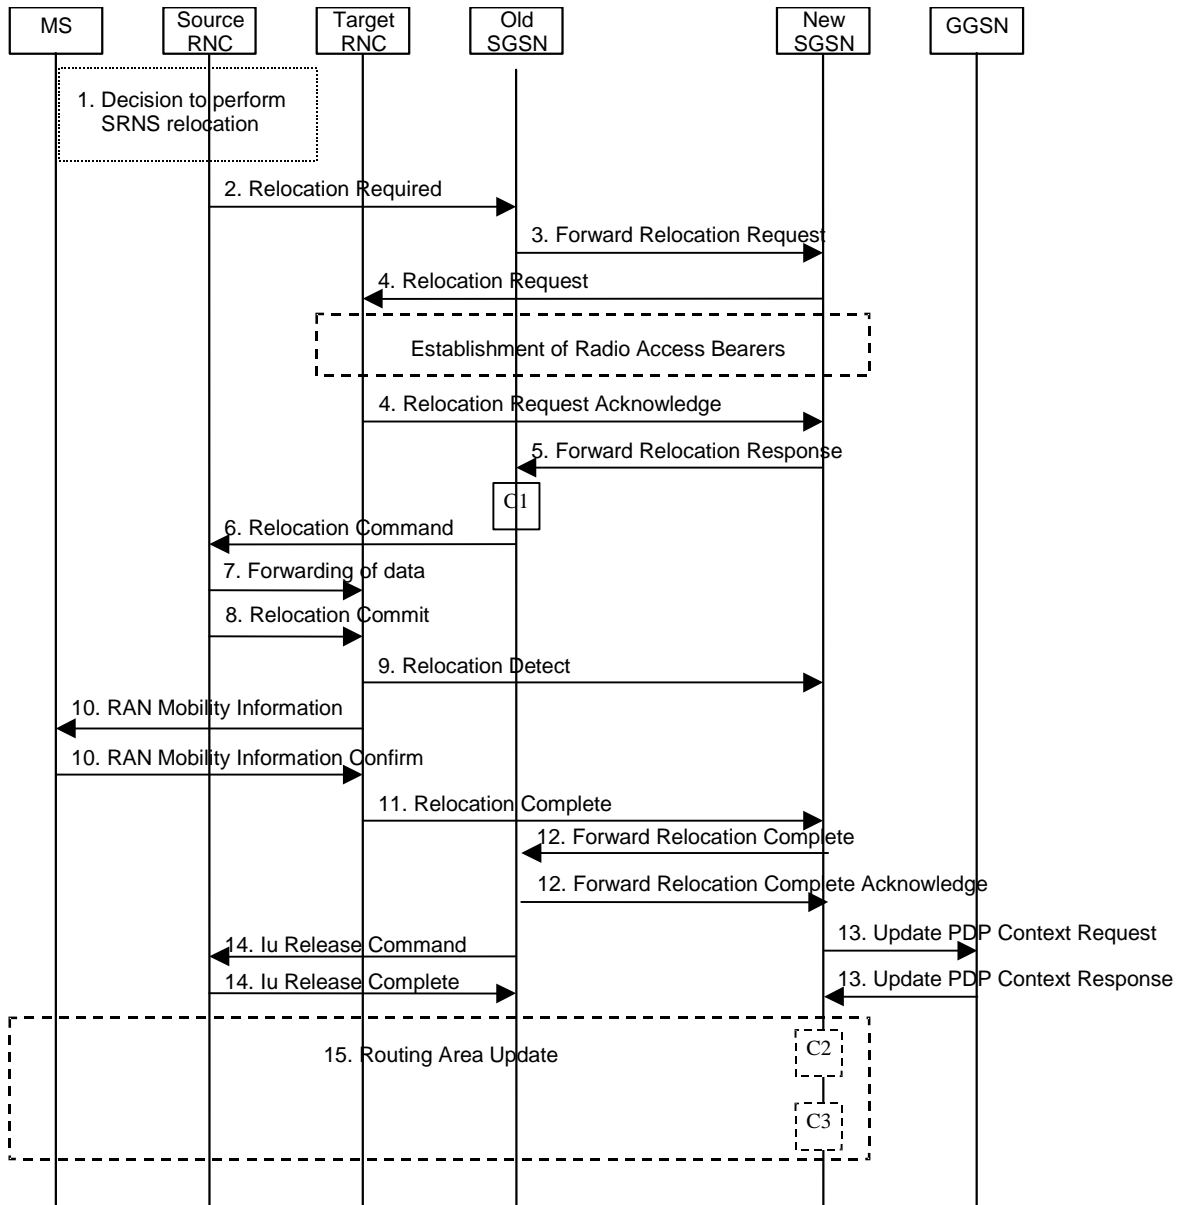 MS
Source
RNC
Target
RNC
Old
SGSN
New
SGSN
GGSN
1. Decision to perform
SRNS relocation
2. Relocation Required
3. Forward Relocation Request
4. Relocation Request
Establishment of Radio Access Bearers
4. Relocation Request Acknowledge
5. Forward Relocation Response
C1
6. Relocation Command
7. Forwarding of data
8. Relocation Commit
9. Relocation Detect
10. RAN Mobility Information
10. RAN Mobility Information Confirm
11. Relocation Complete
12. Forward Relocation Complete
12. Forward Relocation Complete Acknowledge
13. Update PDP Context Request
14. Iu Release Command
13. Update PDP Context Response
14. Iu Release Complete
C2
15. Routing Area Update
C3